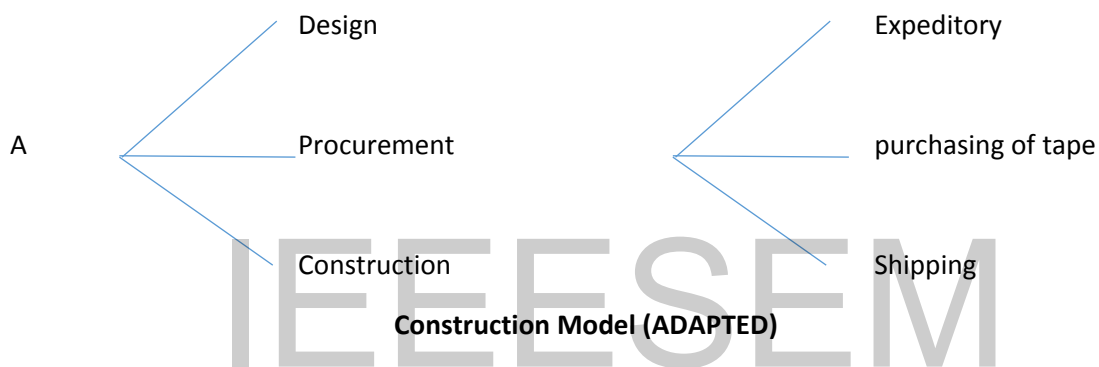 Design Expeditory
A Procurement purchasing of tape
Construction Shipping
Construction Model (ADAPTED)
IEEESEM